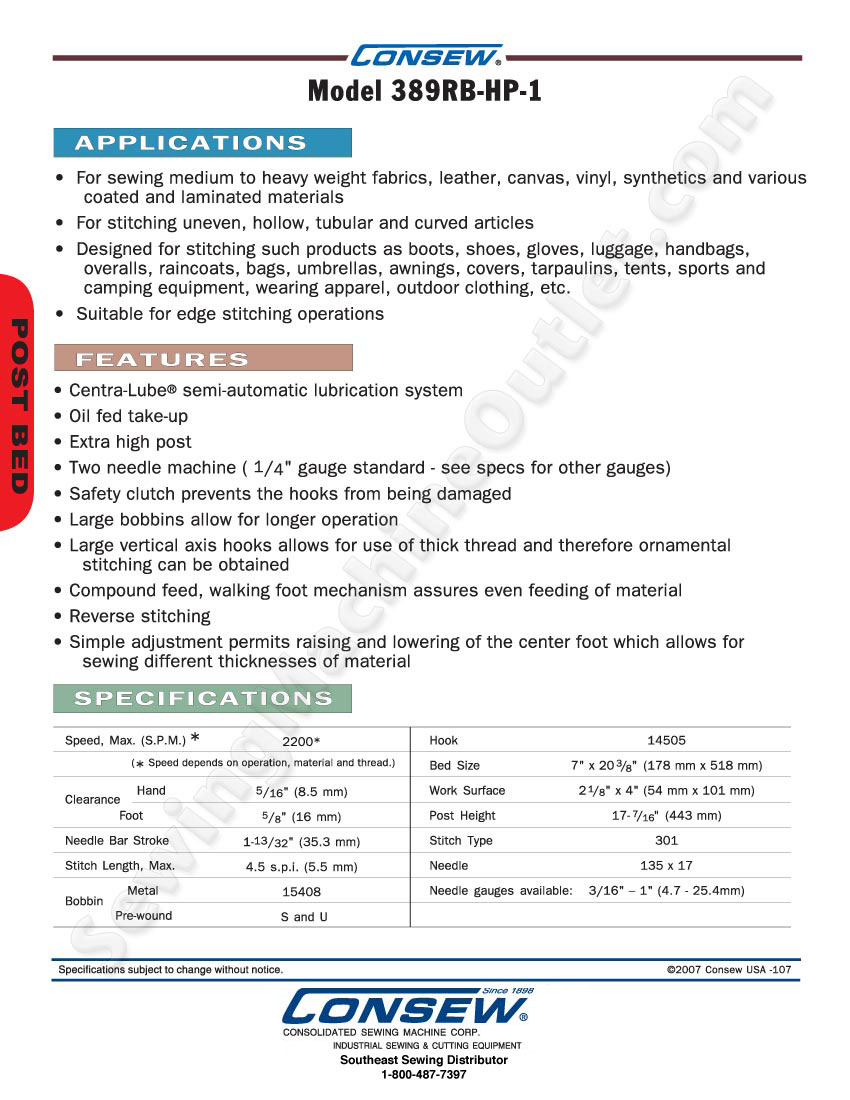 CONSEW®
Model 389RB-HP-1
APPLICATIONS
• For sewing medium to heavy weight fabrics, leather, canvas, vinyl, synthetics and various
coated and laminated materials
• For stitching uneven, hollow, tubular and curved articles
• Designed for stitching such products as boots, shoes, gloves, luggage, handbags,
overalls, raincoats, bags, umbrellas, awnings, covers, tarpaulins, tents, sports and
camping equipment, wearing apparel, outdoor clothing, etc.
• Suitable for edge stitching operations
POST BED
FEATURES
• Centra-Lube® semi-automatic lubrication system
• Oil fed take-up
• Extra high post
• Two needle machine ( 1/4" gauge standard - see specs for other gauges)
• Safety clutch prevents the hooks from being damaged
• Large bobbins allow for longer operation
• Large vertical axis hooks allows for use of thick thread and therefore ornamental
stitching can be obtained
• Compound feed, walking foot mechanism assures even feeding of material
• Reverse stitching
• Simple adjustment permits raising and lowering of the center foot which allows for
sewing different thicknesses of material
SPECIFICATIONS
Speed, Max. (S.P.M.) * 2200*
(* Speed depends on operation, material and thread.)
Clearance Hand 5/16" (8.5 mm)
Foot 5/8" (16 mm)
Needle Bar Stroke 1-13/32" (35.3 mm)
Stitch Length, Max. 4.5 s.p.i. (5.5 mm)
Bobbin Metal 15408
Pre-wound S and U
Hook 14505
Bed Size 7" x 20 3/8" (178 mm x 518 mm)
Work Surface 2 1/8" x 4" (54 mm x 101 mm)
Post Height 17-7/16" (443 mm)
Stitch Type 301
Needle 135 x 17
Needle gauges available: 3/16" – 1" (4.7 - 25.4mm)
SewingMachineOutlet.com
Specifications subject to change without notice. ©2007 Consew USA -107
Since 1898
CONSEW®
CONSOLIDATED SEWING MACHINE CORP.
INDUSTRIAL SEWING & CUTTING EQUIPMENT
Southeast Sewing Distributor
1-800-487-7397